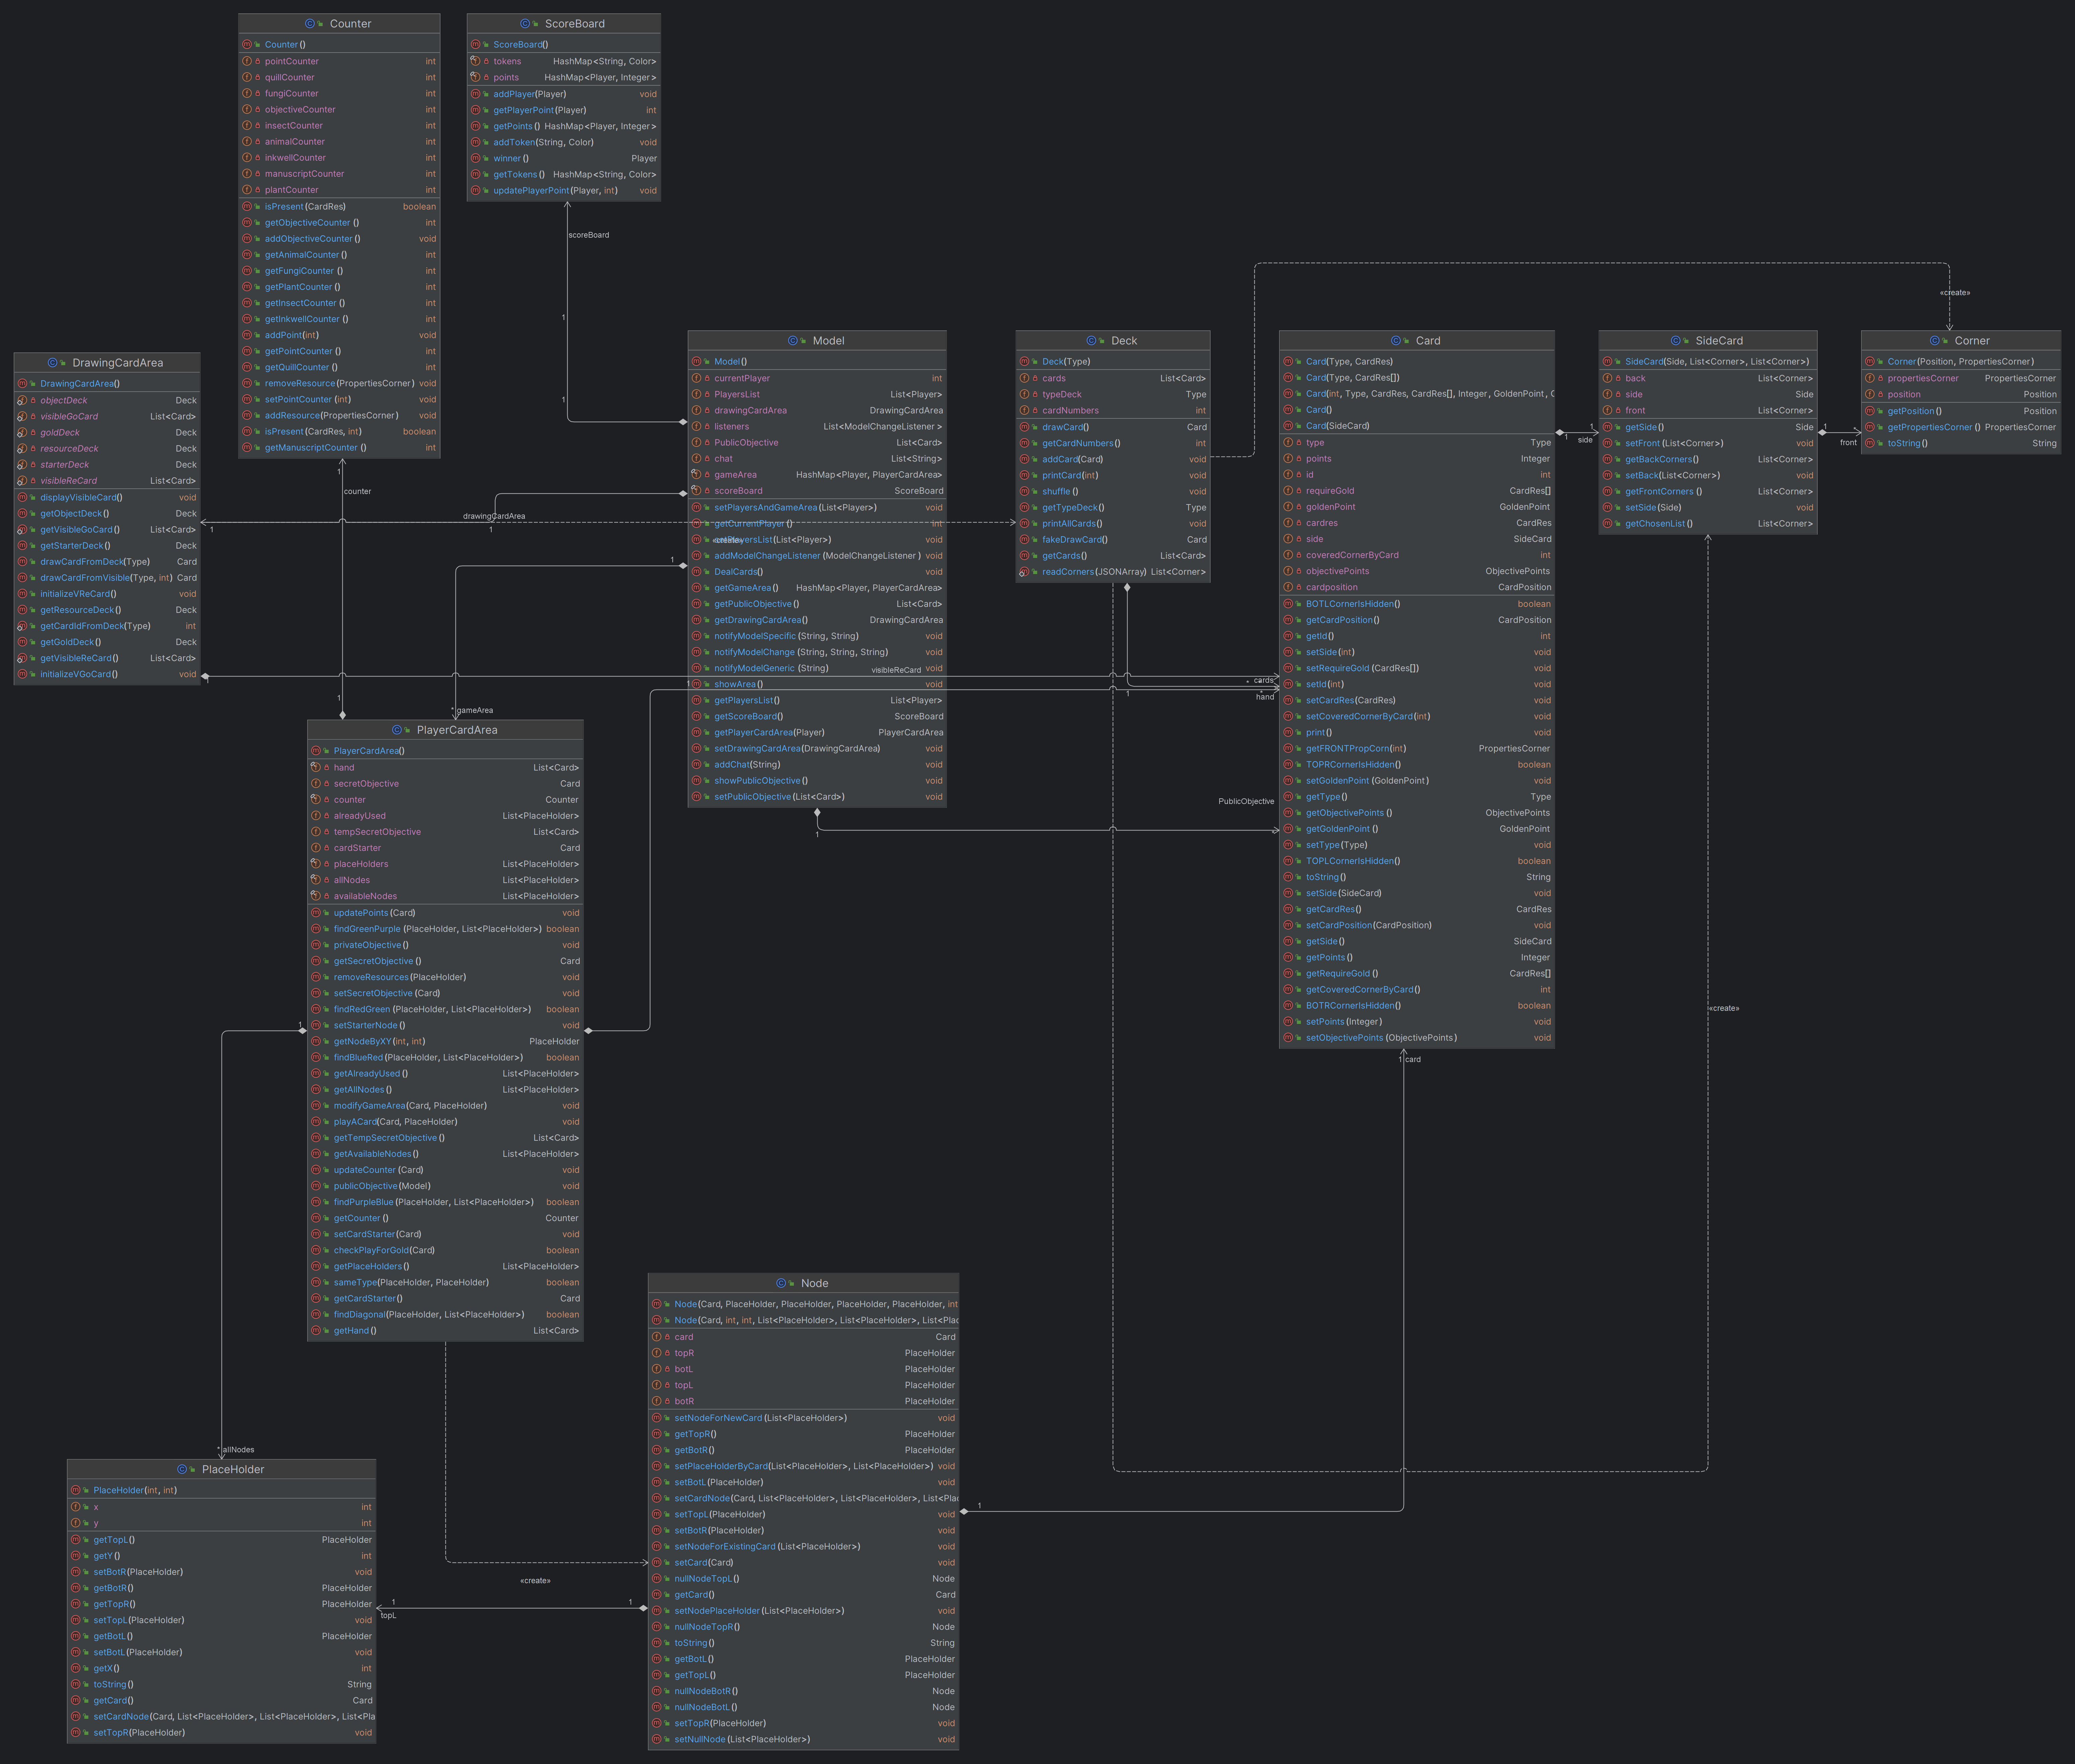 Counter
Counter()
pointCounter int
quillCounter int
fungiCounter int
objectiveCounter int
insectCounter int
animalCounter int
inkwellCounter int
manuscriptCounter int
plantCounter int
isPresent(CardRes) boolean
getObjectiveCounter() int
addObjectiveCounter() void
getAnimalCounter() int
getFungiCounter() int
getPlantCounter() int
getInsectCounter() int
getInkwellCounter() int
addPoint(int) void
getPointCounter() int
getQuillCounter() int
removeResource(PropertiesCorner) void
setPointCounter(int) void
addResource(PropertiesCorner) void
isPresent(CardRes, int) boolean
getManuscriptCounter() int
ScoreBoard
ScoreBoard()
tokens HashMap<String, Color>
points HashMap<Player, Integer>
addPlayer(Player) void
getPlayerPoint(Player) int
getPoints() HashMap<Player, Integer>
addToken(String, Color) void
winner() Player
getTokens() HashMap<String, Color>
updatePlayerPoint(Player, int) void
scoreBoard
1
1
«create»
DrawingCardArea
DrawingCardArea()
objectDeck Deck
visibleGoCard List<Card>
goldDeck Deck
resourceDeck Deck
starterDeck Deck
visibleReCard List<Card>
displayVisibleCard() void
getObjectDeck() Deck
getVisibleGoCard() List<Card>
getStarterDeck() Deck
drawCardFromDeck(Type) Card
drawCardFromVisible(Type, int) Card
initializeVReCard() void
getResourceDeck() Deck
getCardIdFromDeck(Type) int
getGoldDeck() Deck
getVisibleReCard() List<Card>
initializeVGoCard() void
1
1
1
counter
1
drawingCardArea
1
1
* gameArea
Model
Model()
currentPlayer int
PlayersList List<Player>
drawingCardArea DrawingCardArea
listeners List<ModelChangeListener>
PublicObjective List<Card>
chat List<String>
gameArea HashMap<Player, PlayerCardArea>
scoreBoard ScoreBoard
setPlayersAndGameArea(List<Player>) void
getCurrentPlayer() int
setPlayersList(List<Player>) void
«create»
addModelChangeListener(ModelChangeListener) void
DealCards() void
getGameArea() HashMap<Player, PlayerCardArea>
getPublicObjective() List<Card>
getDrawingCardArea() DrawingCardArea
notifyModelSpecific(String, String) void
notifyModelChange(String, String, String) void
notifyModelGeneric(String) void
visibleReCard
1
showArea() void
getPlayersList() List<Player>
getScoreBoard() ScoreBoard
getPlayerCardArea(Player) PlayerCardArea
setDrawingCardArea(DrawingCardArea) void
addChat(String) void
showPublicObjective() void
setPublicObjective(List<Card>) void
1
PublicObjective
Deck
Deck(Type)
cards List<Card>
typeDeck Type
cardNumbers int
drawCard() Card
getCardNumbers() int
addCard(Card) void
printCard(int) void
shuffle() void
getTypeDeck() Type
printAllCards() void
fakeDrawCard() Card
getCards() List<Card>
readCorners(JSONArray) List<Corner>
1
* cards
*
hand
Card
Card(Type, CardRes)
Card(Type, CardRes[])
Card(int, Type, CardRes, CardRes[], Integer, GoldenPoint, C
Card()
Card(SideCard)
type Type
points Integer
id int
requireGold CardRes[]
goldenPoint GoldenPoint
cardres CardRes
side SideCard
coveredCornerByCard int
objectivePoints ObjectivePoints
cardposition CardPosition
BOTLCornerIsHidden() boolean
getCardPosition() CardPosition
getId() int
setSide(int) void
setRequireGold(CardRes[]) void
setId(int) void
setCardRes(CardRes) void
setCoveredCornerByCard(int) void
print() void
getFRONTPropCorn(int) PropertiesCorner
TOPRCornerIsHidden() boolean
setGoldenPoint(GoldenPoint) void
getType() Type
getObjectivePoints() ObjectivePoints
getGoldenPoint() GoldenPoint
setType(Type) void
TOPLCornerIsHidden() boolean
toString() String
setSide(SideCard) void
getCardRes() CardRes
setCardPosition(CardPosition) void
getSide() SideCard
getPoints() Integer
getRequireGold() CardRes[]
getCoveredCornerByCard() int
BOTRCornerIsHidden() boolean
setPoints(Integer) void
setObjectivePoints(ObjectivePoints) void
1 card
1
side
1
SideCard
SideCard(Side, List<Corner>, List<Corner>)
back List<Corner>
side Side
front List<Corner>
getSide() Side
setFront(List<Corner>) void
getBackCorners() List<Corner>
setBack(List<Corner>) void
getFrontCorners() List<Corner>
setSide(Side) void
getChosenList() List<Corner>
1
front
*
«create»
Corner
Corner(Position, PropertiesCorner)
propertiesCorner PropertiesCorner
position Position
getPosition() Position
getPropertiesCorner() PropertiesCorner
toString() String
PlayerCardArea
PlayerCardArea()
hand List<Card>
secretObjective Card
counter Counter
alreadyUsed List<PlaceHolder>
tempSecretObjective List<Card>
cardStarter Card
placeHolders List<PlaceHolder>
allNodes List<PlaceHolder>
availableNodes List<PlaceHolder>
updatePoints(Card) void
findGreenPurple(PlaceHolder, List<PlaceHolder>) boolean
privateObjective() void
getSecretObjective() Card
removeResources(PlaceHolder) void
setSecretObjective(Card) void
findRedGreen(PlaceHolder, List<PlaceHolder>) boolean
setStarterNode() void
getNodeByXY(int, int) PlaceHolder
findBlueRed(PlaceHolder, List<PlaceHolder>) boolean
getAlreadyUsed() List<PlaceHolder>
getAllNodes() List<PlaceHolder>
modifyGameArea(Card, PlaceHolder) void
playACard(Card, PlaceHolder) void
getTempSecretObjective() List<Card>
getAvailableNodes() List<PlaceHolder>
updateCounter(Card) void
publicObjective(Model) void
findPurpleBlue(PlaceHolder, List<PlaceHolder>) boolean
getCounter() Counter
setCardStarter(Card) void
checkPlayForGold(Card) boolean
getPlaceHolders() List<PlaceHolder>
sameType(PlaceHolder, PlaceHolder) boolean
getCardStarter() Card
findDiagonal(PlaceHolder, List<PlaceHolder>) boolean
getHand() List<Card>
1
* allNodes
Node
Node(Card, PlaceHolder, PlaceHolder, PlaceHolder, PlaceHolder, int
Node(Card, int, int, List<PlaceHolder>, List<PlaceHolder>, List<Plac
card Card
topR PlaceHolder
botL PlaceHolder
topL PlaceHolder
botR PlaceHolder
setNodeForNewCard(List<PlaceHolder>) void
getTopR() PlaceHolder
getBotR() PlaceHolder
setPlaceHolderByCard(List<PlaceHolder>, List<PlaceHolder>) void
setBotL(PlaceHolder) void
setCardNode(Card, List<PlaceHolder>, List<PlaceHolder>, List<Plac
setTopL(PlaceHolder) void
setBotR(PlaceHolder) void
setNodeForExistingCard(List<PlaceHolder>) void
setCard(Card) void
nullNodeTopL() Node
getCard() Card
setNodePlaceHolder(List<PlaceHolder>) void
nullNodeTopR() Node
toString() String
getBotL() PlaceHolder
getTopL() PlaceHolder
nullNodeBotR() Node
nullNodeBotL() Node
setTopR(PlaceHolder) void
setNullNode(List<PlaceHolder>) void
1
«create»
1
topL
1
PlaceHolder
PlaceHolder(int, int)
x int
y int
getTopL() PlaceHolder
getY() int
setBotR(PlaceHolder) void
getBotR() PlaceHolder
getTopR() PlaceHolder
setTopL(PlaceHolder) void
getBotL() PlaceHolder
setBotL(PlaceHolder) void
getX() int
toString() String
getCard() Card
setCardNode(Card, List<PlaceHolder>, List<PlaceHolder>, List<Pla
setTopR(PlaceHolder) void